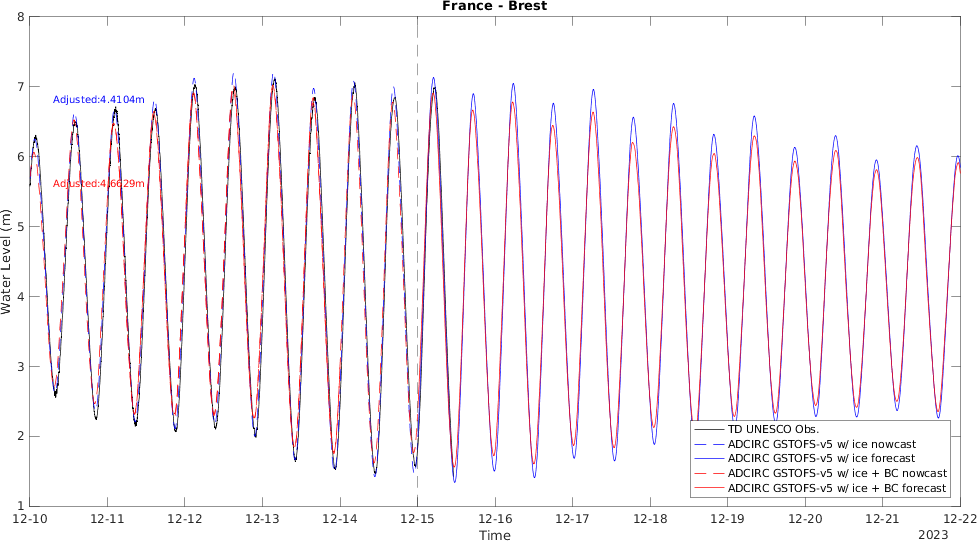 France - Brest
8
7
6
5
4
3
2
1
Water Level (m)
Adjusted:4.4104m
Adjusted:4.6629m
TD UNESCO Obs.
ADCIRC GSTOFS-v5 w/ ice nowcast
ADCIRC GSTOFS-v5 w/ ice forecast
ADCIRC GSTOFS-v5 w/ ice + BC nowcast
ADCIRC GSTOFS-v5 w/ ice + BC forecast
12-10 12-11 12-12 12-13 12-14 12-15 12-16 12-17 12-18 12-19 12-20 12-21 12-22
Time
2023